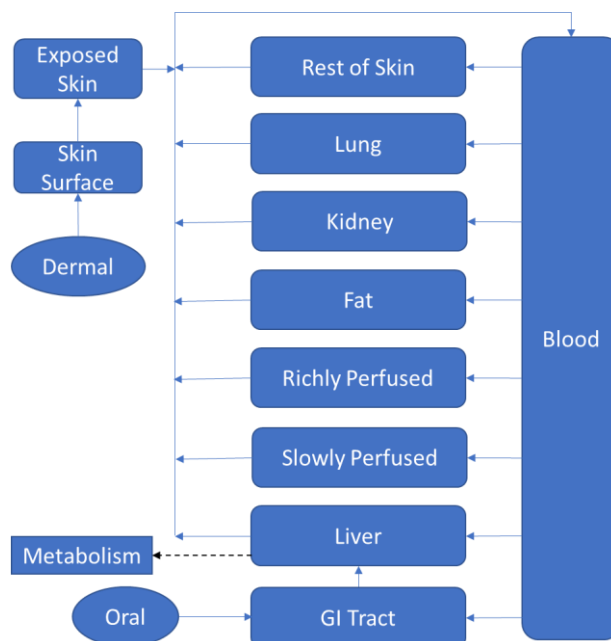 Exposed
Skin
Rest of Skin
Lung
Skin
Surface
Kidney
Dermal
Fat
Blood
Richly Perfused
Slowly Perfused
Liver
Metabolism
Oral
GI Tract